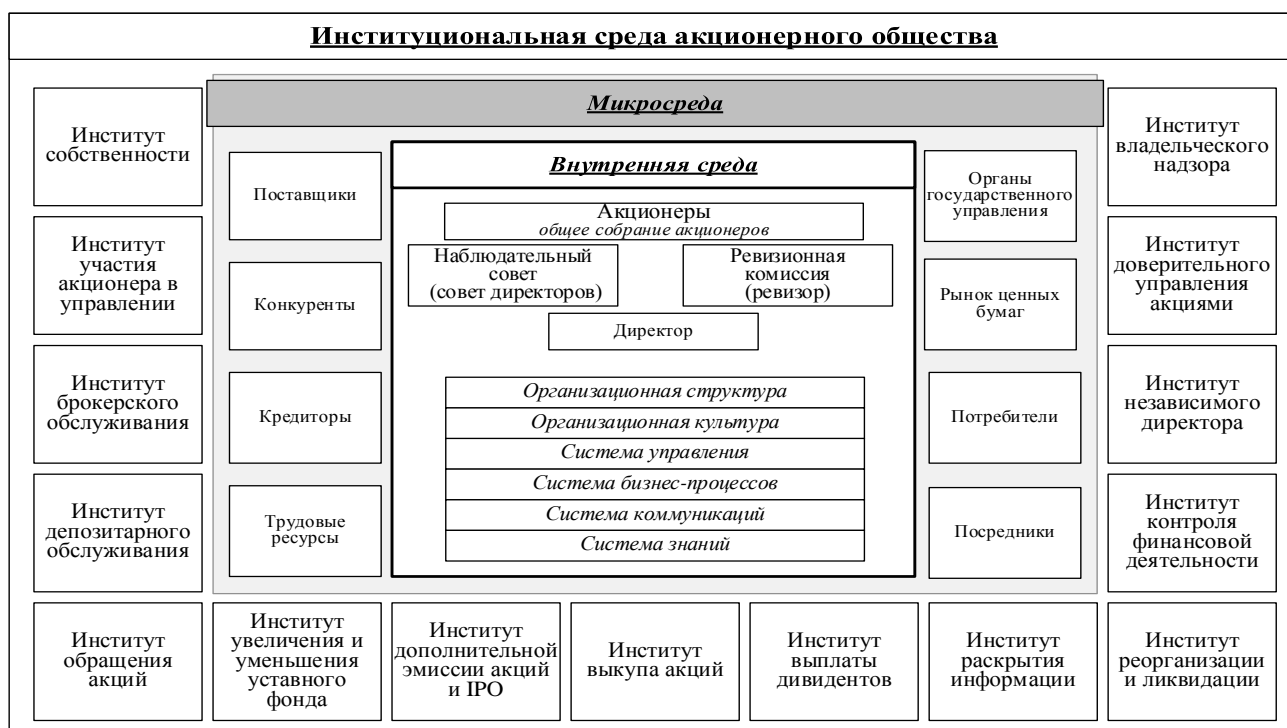 Институциональная среда акционерного общества
Микросреда
Внутренняя среда
Институт
собственности
Институт
участия
акционера в
управлении
Институт
брокерского
обслуживания
Институт
депозитарного
обслуживания
Поставщики
Конкуренты
Кредиторы
Трудовые
ресурсы
Акционеры
общее собрание акционеров
Наблюдательный
совет
(совет директоров)
Ревизионная
комиссия
(ревизор)
Директор
Организационная структура
Организационная культура
Система управления
Система бизнес-процессов
Система коммуникаций
Система знаний
Органы
государственного
управления
Рынок ценных
бумаг
Потребители
Посредники
Институт
владельческого
надзора
Институт
доверительного
управления
акциями
Институт
независимого
директора
Институт
контроля
финансовой
деятельности
Институт
обращения
акций
Институт
увеличения и
уменьшения
уставного
фонда
Институт
дополнительной
эмиссии акций
и IPO
Институт
выкупа акций
Институт
выплаты
дивидентов
Институт
раскрытия
информации
Институт
реорганизации
и ликвидации